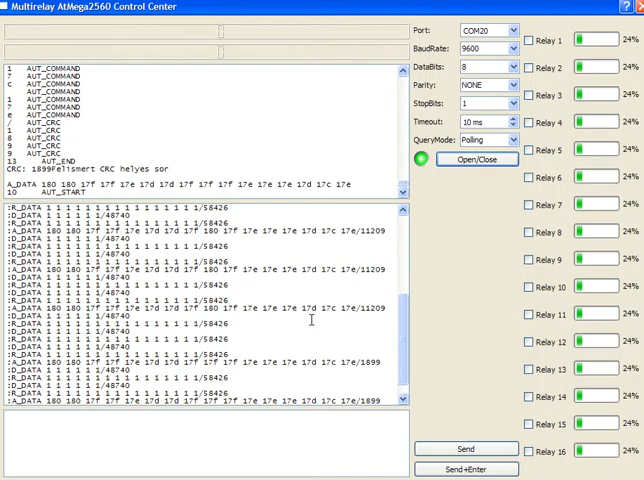 Multirelay AtMega2560 Control Center
1 AUT_COMMAND
7 AUT_COMMAND
c AUT_COMMAND
AUT_COMMAND
1 AUT_COMMAND
7 AUT_COMMAND
e AUT_COMMAND
/ AUT_CRC
1 AUT_CRC
8 AUT_CRC
9 AUT_CRC
9 AUT_CRC
13 AUT_END
CRC: 1899Felismert CRC helyes sor
A_DATA 180 180 17f 17f 17e 17d 17d 17f 17f 17f 17e 17e 17e 17d 17c 17e
10 AUT_START
:R_DATA 1 1 1 1 1 1 1 1 1 1 1 1 1 1 1 1/58426
:D_DATA 1 1 1 1 1 1/48740
:R_DATA 1 1 1 1 1 1 1 1 1 1 1 1 1 1 1 1/58426
:A_DATA 180 180 17f 17f 17e 17d 17d 17f 180 17f 17e 17e 17e 17d 17c 17e/11209
:D_DATA 1 1 1 1 1 1/48740
:R_DATA 1 1 1 1 1 1 1 1 1 1 1 1 1 1 1 1/58426
:D_DATA 1 1 1 1 1 1/48740
:R_DATA 1 1 1 1 1 1 1 1 1 1 1 1 1 1 1 1/58426
:A_DATA 180 180 17f 17f 17e 17d 17d 17f 180 17f 17e 17e 17e 17d 17c 17e/11209
:D_DATA 1 1 1 1 1 1/48740
:R_DATA 1 1 1 1 1 1 1 1 1 1 1 1 1 1 1 1/58426
:D_DATA 1 1 1 1 1 1/48740
:R_DATA 1 1 1 1 1 1 1 1 1 1 1 1 1 1 1 1/58426
:A_DATA 180 180 17f 17f 17e 17d 17d 17f 180 17f 17e 17e 17e 17d 17c 17e/11209
:D_DATA 1 1 1 1 1 1/48740
:R_DATA 1 1 1 1 1 1 1 1 1 1 1 1 1 1 1 1/58426
:D_DATA 1 1 1 1 1 1/48740
:R_DATA 1 1 1 1 1 1 1 1 1 1 1 1 1 1 1 1/58426
:D_DATA 1 1 1 1 1 1/48740
:R_DATA 1 1 1 1 1 1 1 1 1 1 1 1 1 1 1 1/58426
:A_DATA 180 180 17f 17f 17e 17d 17d 17f 17f 17f 17e 17e 17e 17d 17c 17e/1899
:D_DATA 1 1 1 1 1 1/48740
:R_DATA 1 1 1 1 1 1 1 1 1 1 1 1 1 1 1 1/58426
:D_DATA 1 1 1 1 1 1/48740
:R_DATA 1 1 1 1 1 1 1 1 1 1 1 1 1 1 1 1/58426
:A_DATA 180 180 17f 17f 17e 17d 17d 17f 17f 17f 17e 17e 17e 17d 17c 17e/1899
Port: COM20
BaudRate: 9600
DataBits: 8
Parity: NONE
StopBits: 1
Timeout: 10 ms
QueryMode: Polling
Open/Close
Send
Send+Enter
Relay 1 24%
Relay 2 24%
Relay 3 24%
Relay 4 24%
Relay 5 24%
Relay 6 24%
Relay 7 24%
Relay 8 24%
Relay 9 24%
Relay 10 24%
Relay 11 24%
Relay 12 24%
Relay 13 24%
Relay 14 24%
Relay 15 24%
Relay 16 24%